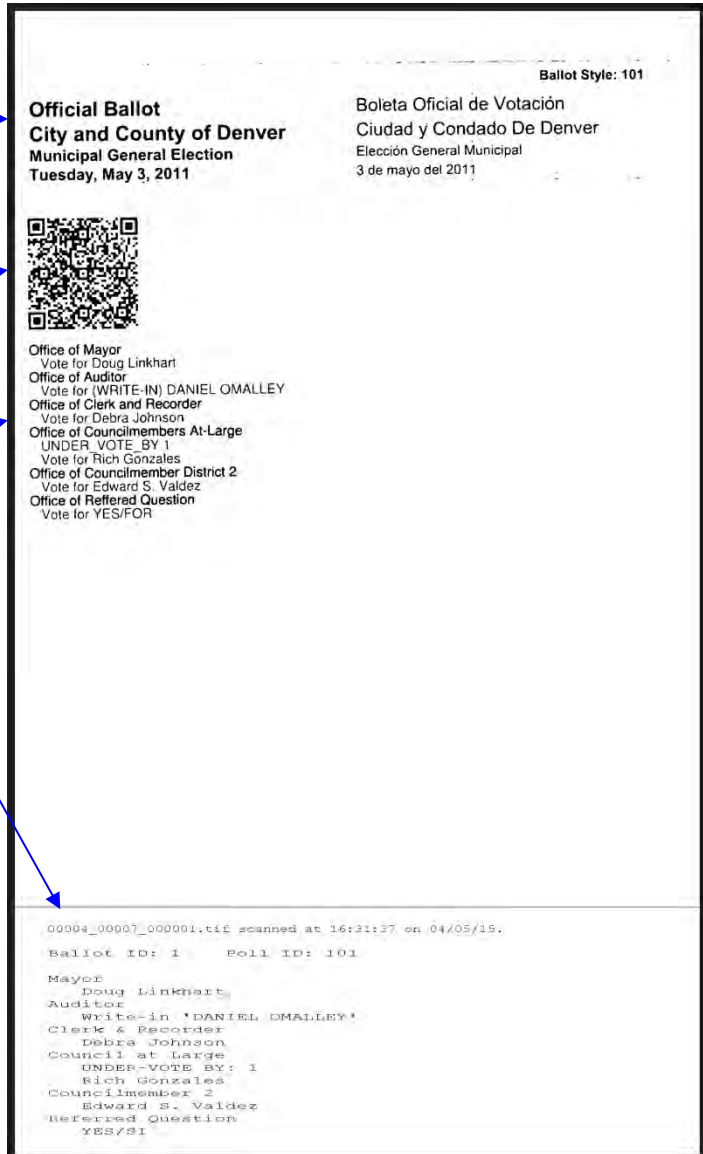 Ballot Style: 101
Official Ballot
City and County of Denver
Municipal General Election
Tuesday, May 3, 2011
Boleta Oficial de Votación
Ciudad y Condado De Denver
Elección General Municipal
3 de mayo del 2011
Office of Mayor
Vote for Doug Linkhart
Office of Auditor
Vote for (WRITE-IN) DANIEL OMALLEY
Office of Clerk and Recorder
Vote for Debra Johnson
Office of Councilmembers At-Large
UNDER_VOTE_BY 1
Vote for Rich Gonzales
Office of Councilmember District 2
Vote for Edward S. Valdez
Office of Reffered Question
Vote for YES/FOR
00004_00007_000001.tif scanned at 16:31:37 on 04/05/15.
Ballot ID: 1 Poll ID: 101
Mayor
Doug Linkhart
Auditor
Write-in 'DANIEL OMALLEY'
Clerk & Recorder
Debra Johnson
Council at Large
UNDER-VOTE BY: 1
Rich Gonzales
Councilmember 2
Edward S. Valdez
Referred Question
YES/SI